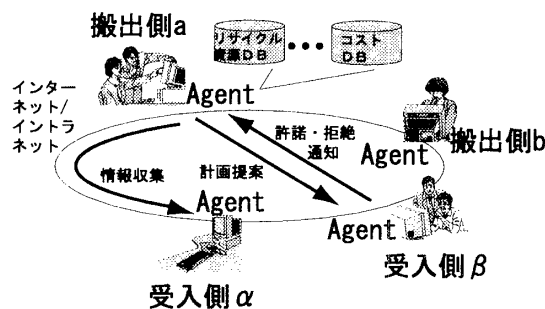 搬出側a
リサイクル
資源DB
コスト
DB
インター
ネット/
イントラ
ネット
Agent
許諾・拒絶
通知
Agent
搬出側b
情報収集
計画提案
Agent
Agent
受入側α
受入側β